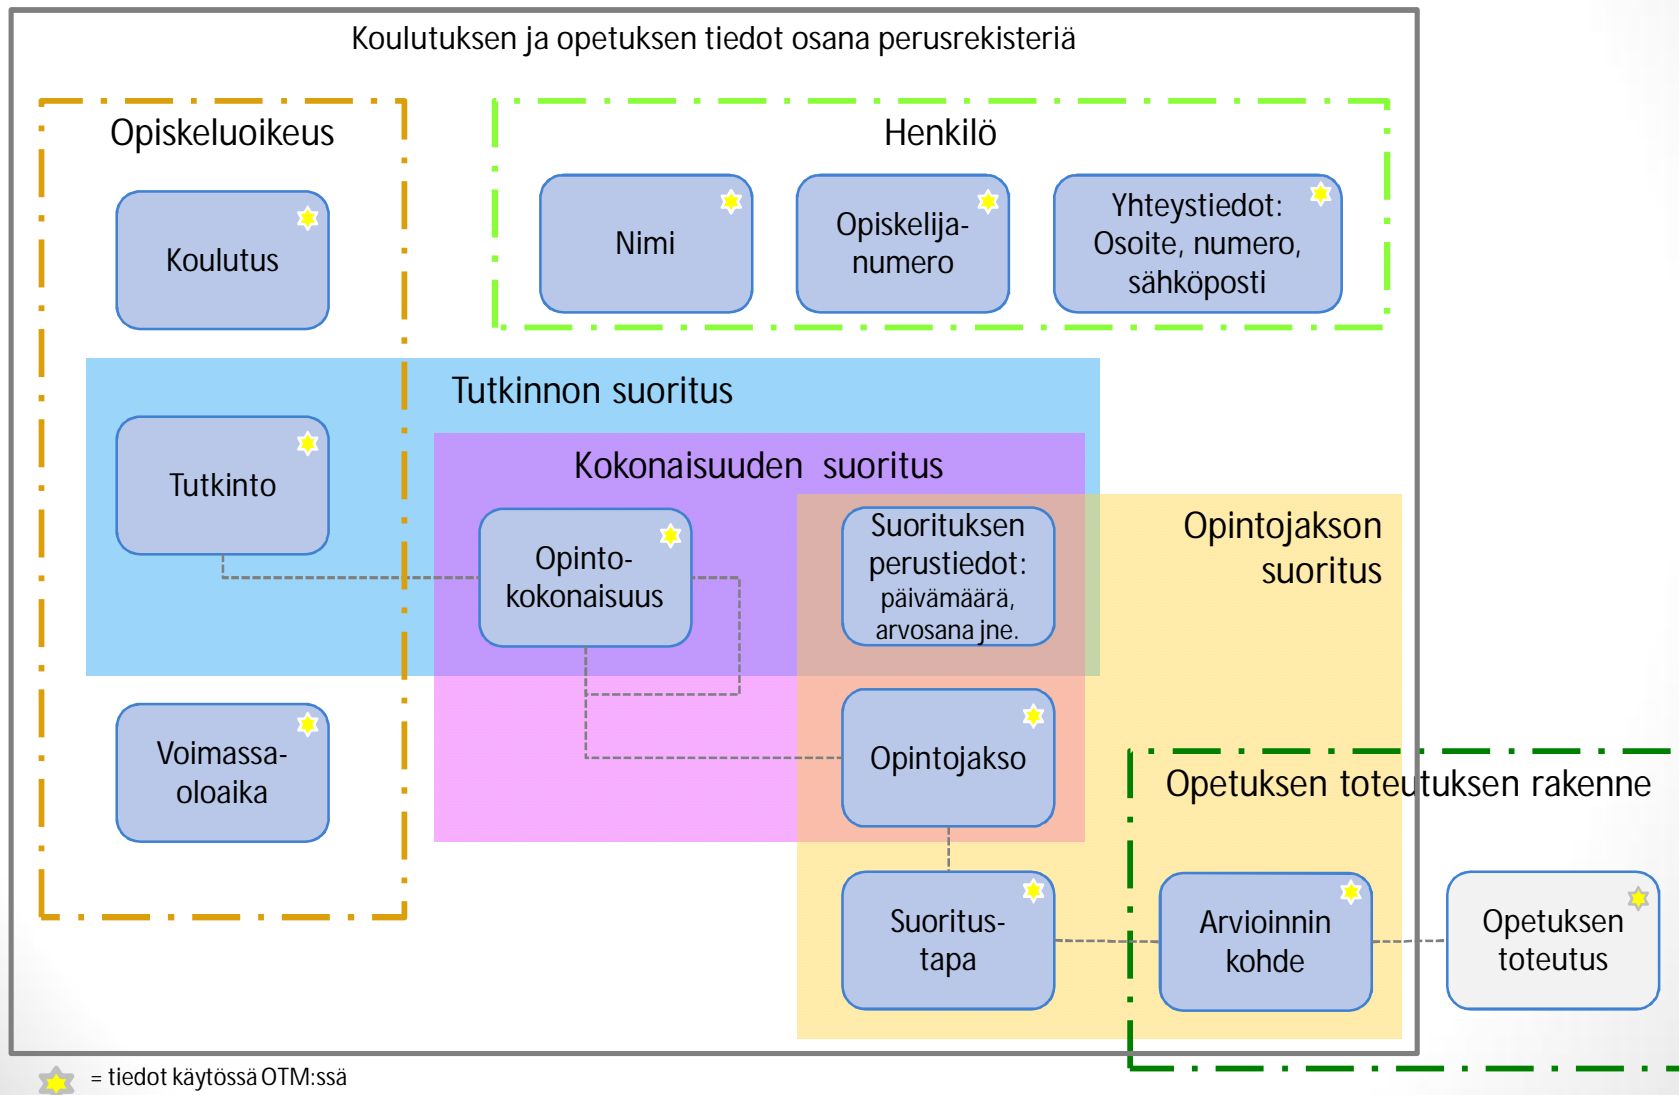 Koulutuksen ja opetuksen tiedot osana perusrekisteriä
Opiskeluoikeus
Koulutus
Henkilö
Nimi
Opiskelija-
numero
Yhteystiedot:
Osoite, numero,
sähköposti
Tutkinnon suoritus
Tutkinto
Kokonaisuuden suoritus
Opinto-
kokonaisuus
Suorituksen
perustiedot:
päivämäärä,
arvosana jne.
Opintojakson
suoritus
Voimassa-
oloaika
Opintojakso
Opetuksen toteutuksen rakenne
Suoritus-
tapa
Arvioinnin
kohde
Opetuksen
toteutus
= tiedot käytössä OTM:ssä